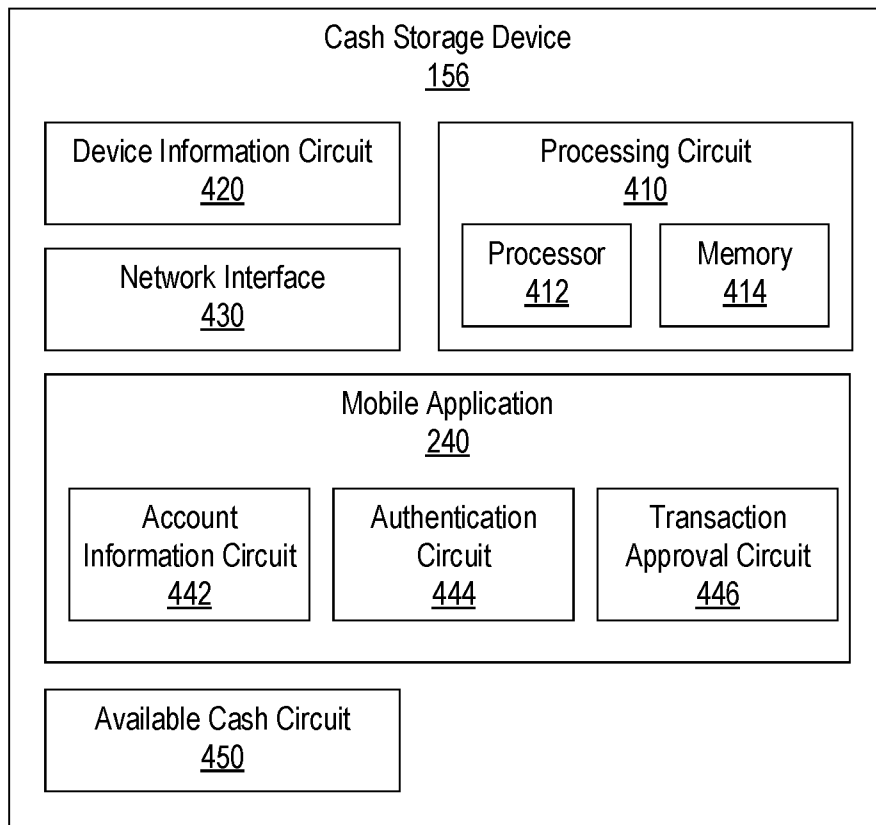 Cash Storage Device
156
Device Information Circuit
420
Processing Circuit
410
Processor
412
Memory
414
Network Interface
430
Mobile Application
240
Account
Information Circuit
442
Authentication
Circuit
444
Transaction
Approval Circuit
446
Available Cash Circuit
450